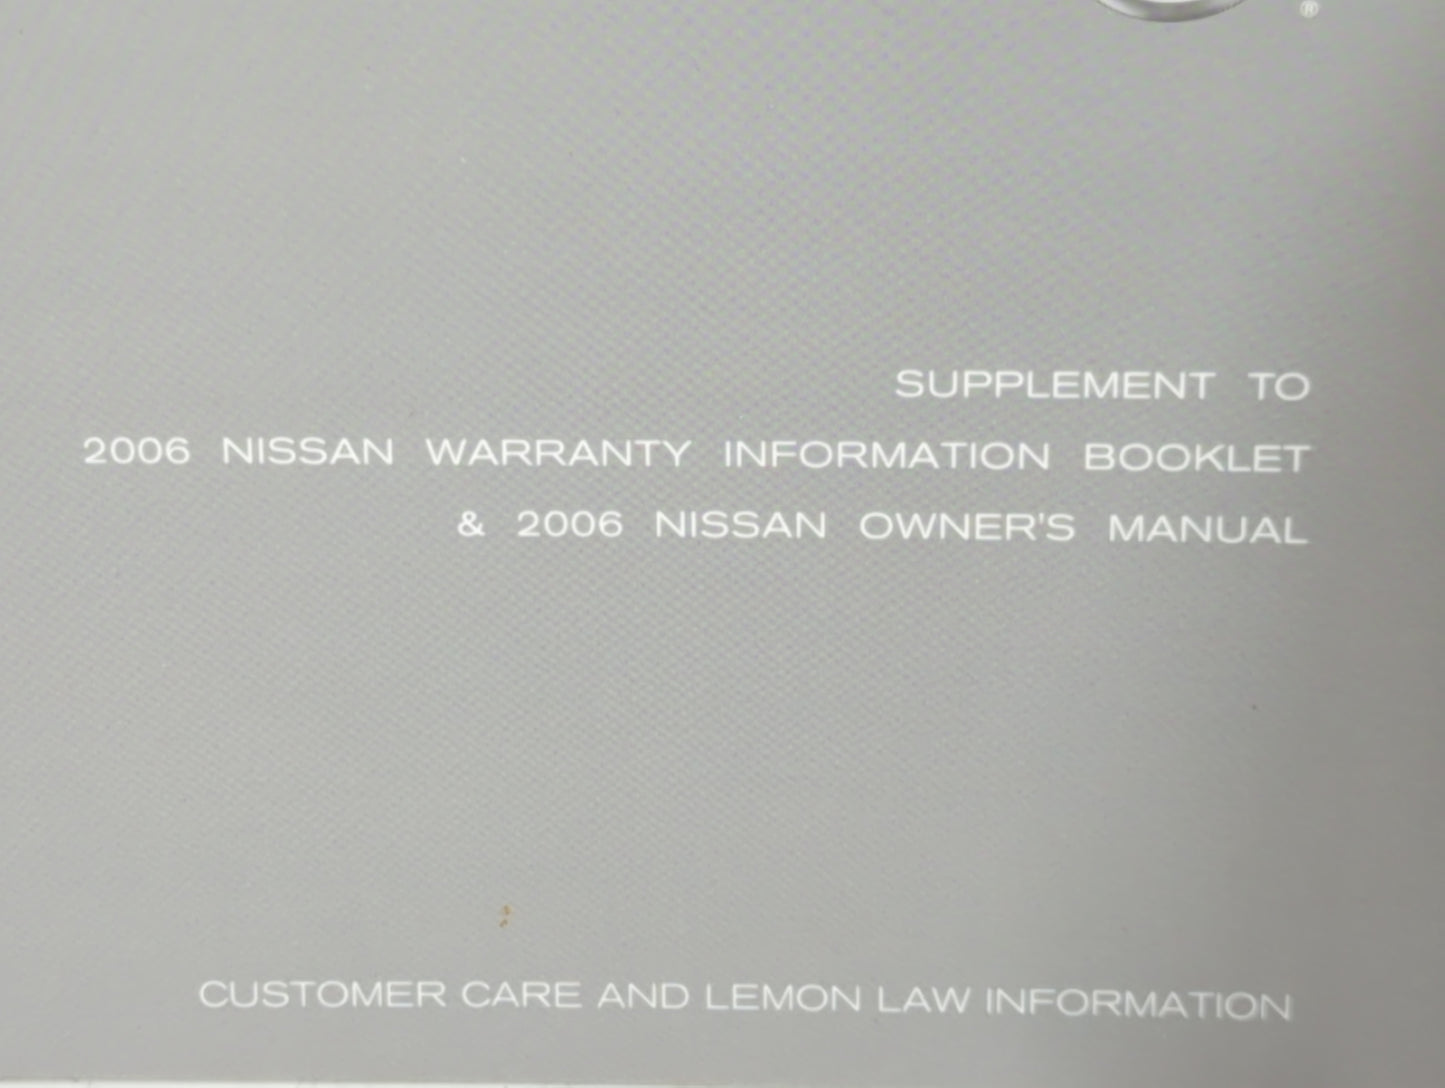 ®
SUPPLEMENT TO
2006 NISSAN WARRANTY INFORMATION BOOKLET
& 2006 NISSAN OWNER'S MANUAL
CUSTOMER CARE AND LEMON LAW INFORMATION